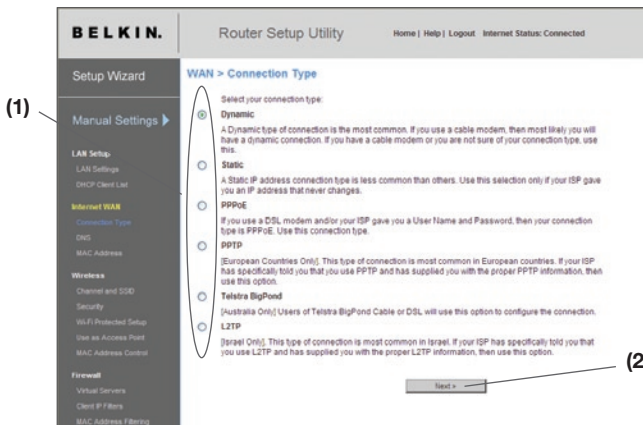 BELKIN.
Router Setup Utility
Home | Help | Logout Internet Status: Connected
Setup Wizard
Manual Settings
LAN Setup
LAN Settings
DHCP Client List
Internet WAN
Connection Type
DNS
MAC Address
Wireless
Channel and SSID
Security
Wi-Fi Protected Setup
Use as Access Point
MAC Address Control
Firewall
Virtual Servers
Client IP Filters
MAC Address Filtering
(1)
WAN > Connection Type
Select your connection type:
Dynamic
A Dynamic type of connection is the most common. If you use a cable modem, then most likely you will
have a dynamic connection. If you have a cable modem or you are not sure of your connection type, use
this.
Static
A Static IP address connection type is less common than others. Use this selection only if your ISP gave
you an IP address that never changes.
PPPoE
If you use a DSL modem and/or your ISP gave you a User Name and Password, then your connection
type is PPPoE. Use this connection type.
PPTP
[European Countries Only]. This type of connection is most common in European countries. If your ISP
has specifically told you that you use PPTP and has supplied you with the proper PPTP information, then
use this option.
Telstra BigPond
[Australia Only] Users of Telstra BigPond Cable or DSL will use this option to configure the connection.
L2TP
[Israel Only]. This type of connection is most common in Israel. If your ISP has specifically told you that
you use L2TP and has supplied you with the proper L2TP information, then use this option.
Next »
(2